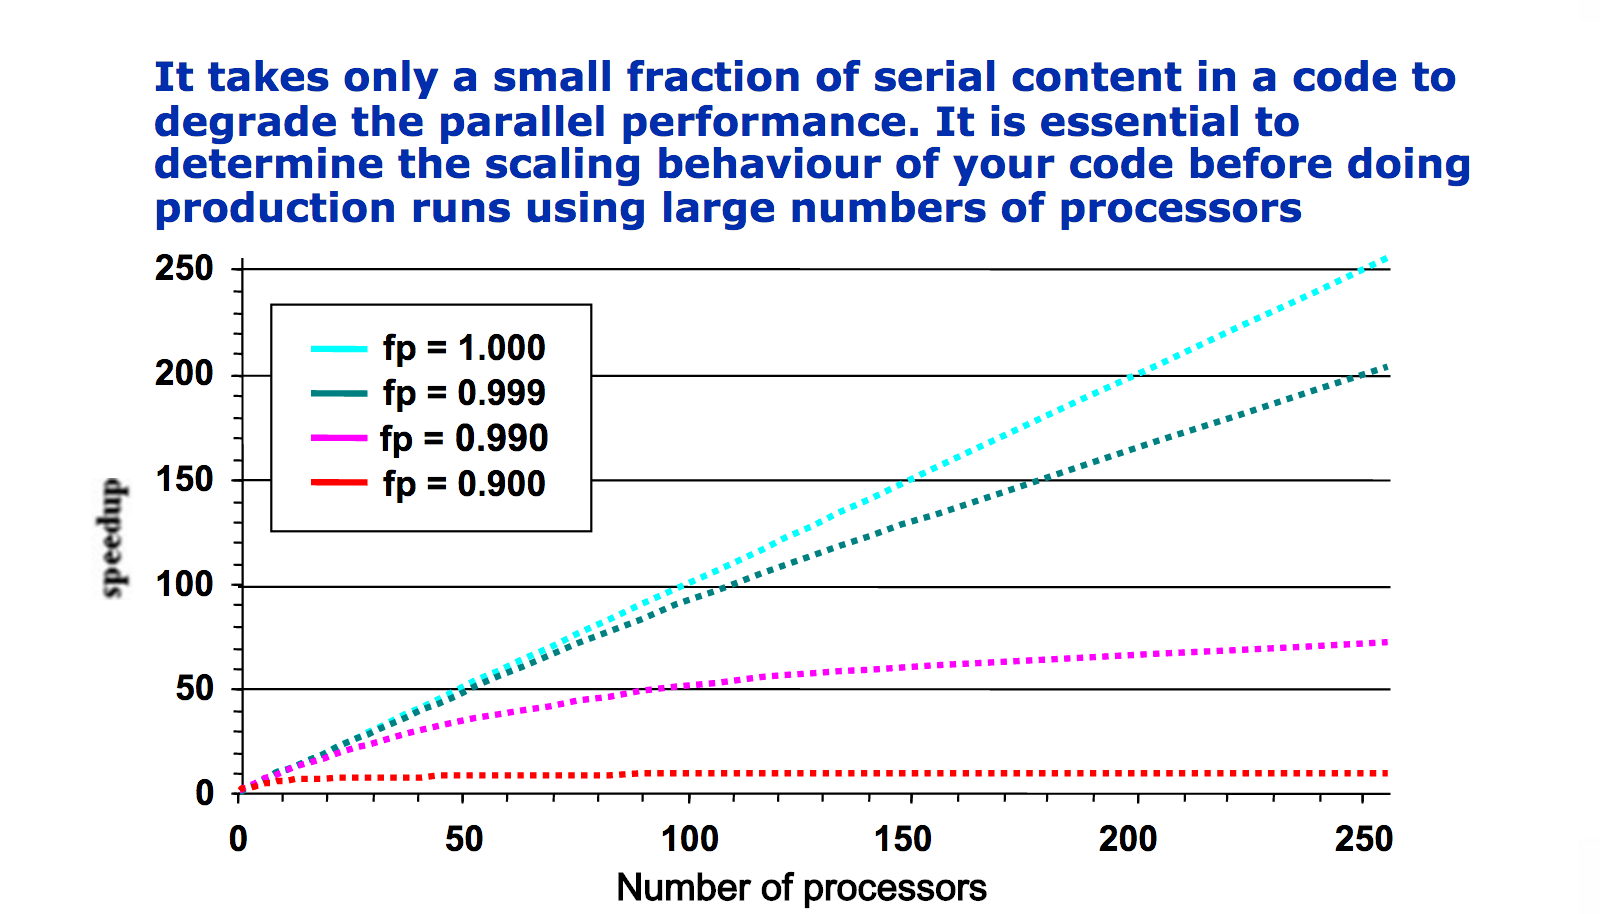 It takes only a small fraction of serial content in a code to
degrade the parallel performance. It is essential to
determine the scaling behaviour of your code before doing
production runs using large numbers of processors
250
200
150
100
50
0
speedup
fp = 1.000
fp = 0.999
fp = 0.990
fp = 0.900
0 50 100 150 200 250
Number of processors